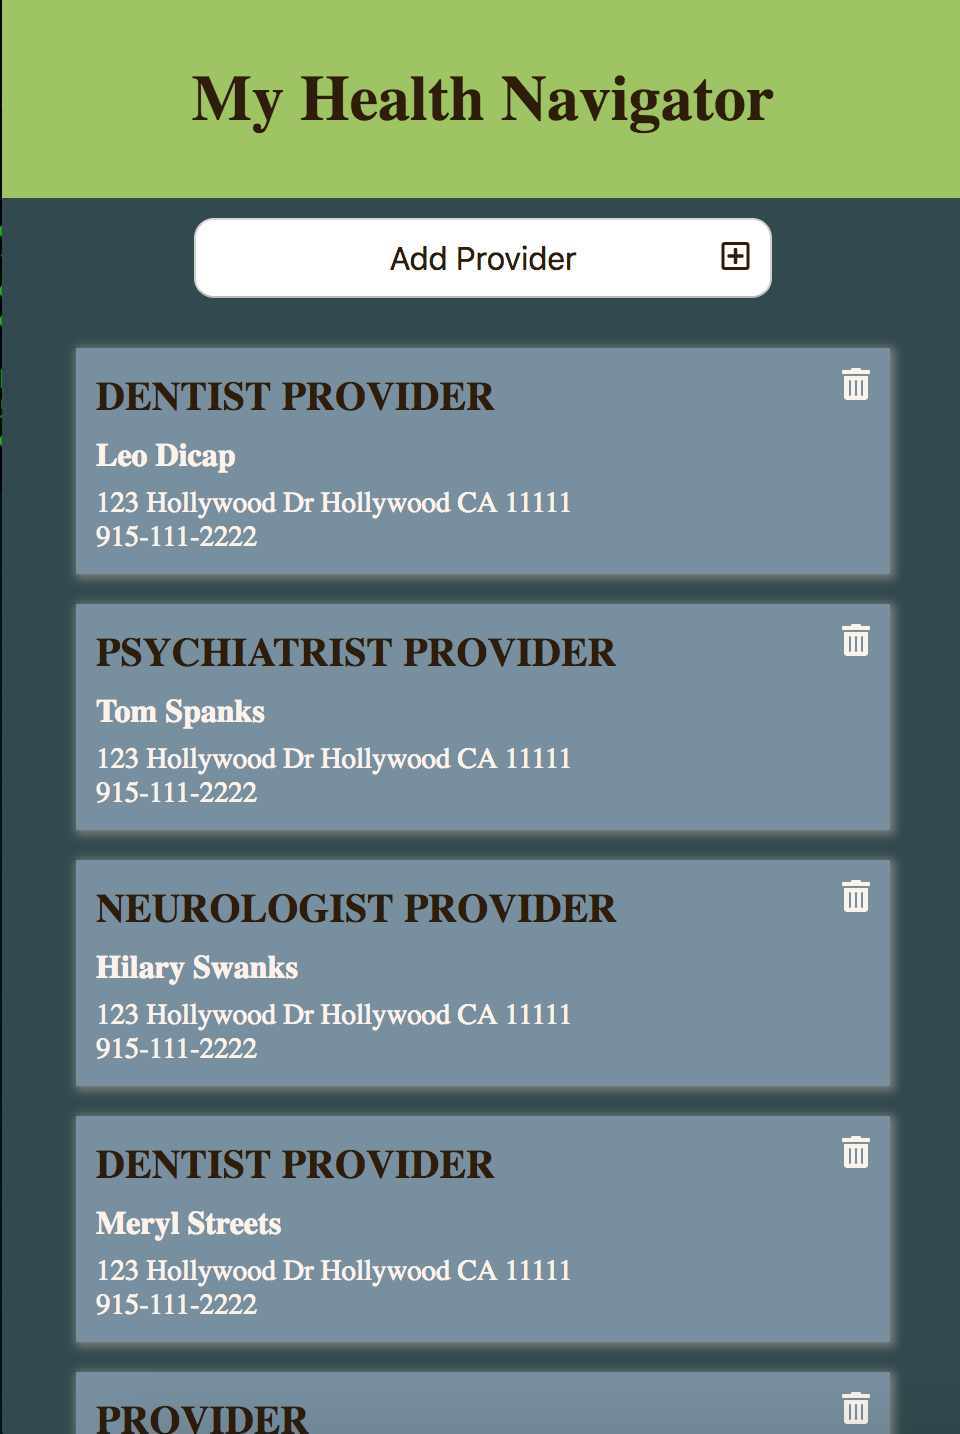 My Health Navigator
Add Provider
DENTIST PROVIDER
Leo Dicap
123 Hollywood Dr Hollywood CA 11111
915-111-2222
PSYCHIATRIST PROVIDER
Tom Spanks
123 Hollywood Dr Hollywood CA 11111
915-111-2222
NEUROLOGIST PROVIDER
Hilary Swanks
123 Hollywood Dr Hollywood CA 11111
915-111-2222
DENTIST PROVIDER
Meryl Streets
123 Hollywood Dr Hollywood CA 11111
915-111-2222
PROVIDER